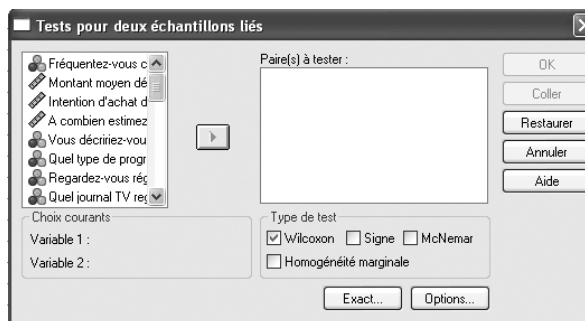 Tests pour deux échantillons liés
Fréquentez-vous c
Montant moyen dé
Intention d'achat d
A combien estimez
Vous décririez-vou
Quel type de progr
Regardez-vous rég
Quel journal TV reg
Paire(s) à tester :
OK
Coller
Restaurer
Annuler
Aide
Choix courants
Variable 1 :
Variable 2 :
Type de test
Wilcoxon Signe McNemar
Homogénéité marginale
Exact... Options...